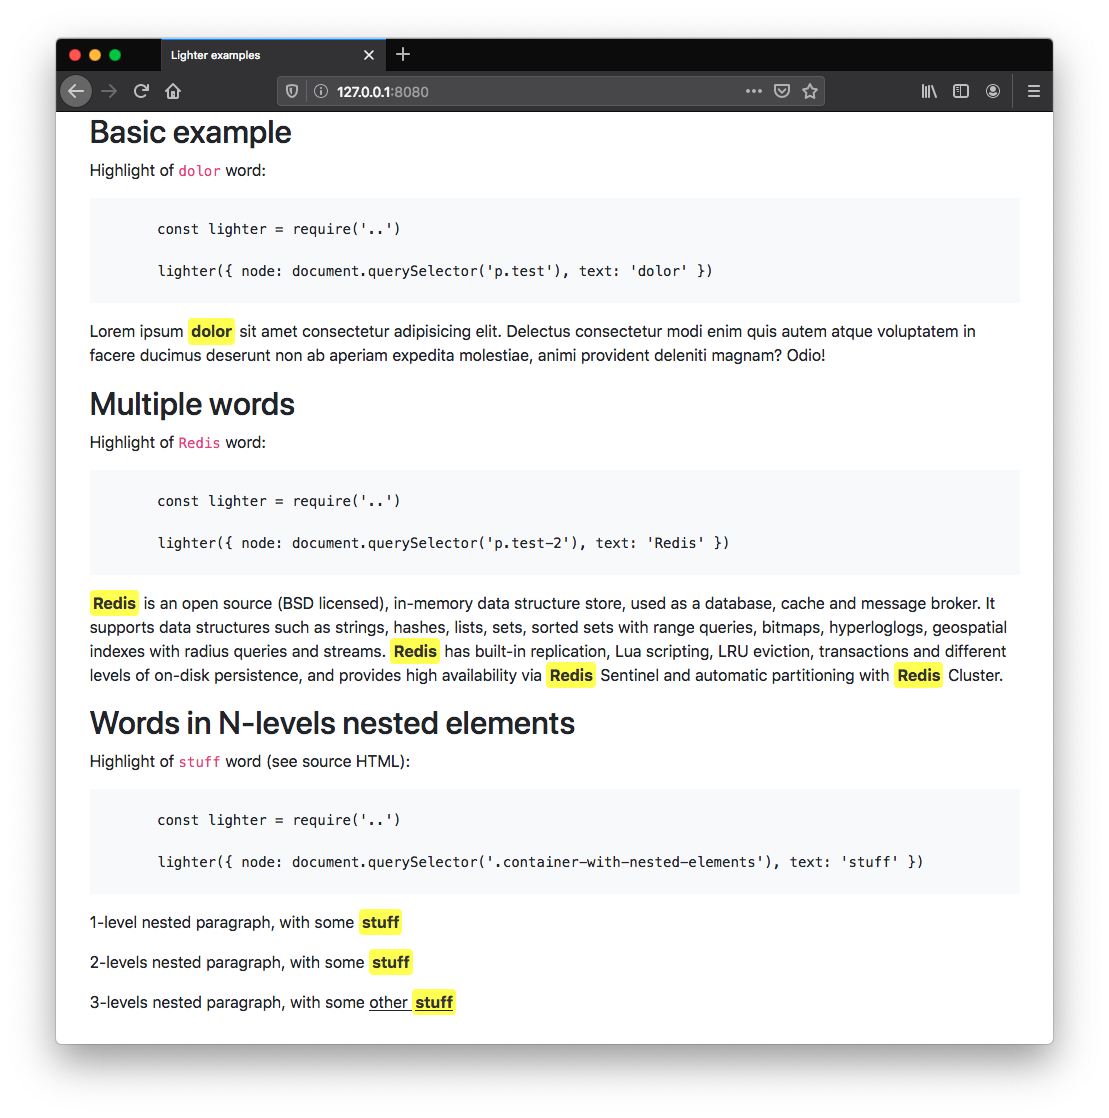 Lighter examples
127.0.0.1:8080
Basic example
Highlight of dolor word:
const lighter = require('..')
lighter({ node: document.querySelector('p.test'), text: 'dolor' })
Lorem ipsum dolor sit amet consectetur adipisicing elit. Delectus consectetur modi enim quis autem atque voluptatem in
facere ducimus deserunt non ab aperiam expedita molestiae, animi provident deleniti magnam? Odio!
Multiple words
Highlight of Redis word:
const lighter = require('..')
lighter({ node: document.querySelector('p.test-2'), text: 'Redis' })
Redis is an open source (BSD licensed), in-memory data structure store, used as a database, cache and message broker. It
supports data structures such as strings, hashes, lists, sets, sorted sets with range queries, bitmaps, hyperloglogs, geospatial
indexes with radius queries and streams. Redis has built-in replication, Lua scripting, LRU eviction, transactions and different
levels of on-disk persistence, and provides high availability via Redis Sentinel and automatic partitioning with Redis Cluster.
Words in N-levels nested elements
Highlight of stuff word (see source HTML):
const lighter = require('..')
lighter({ node: document.querySelector('.container-with-nested-elements'), text: 'stuff' })
1-level nested paragraph, with some stuff
2-levels nested paragraph, with some stuff
3-levels nested paragraph, with some other stuff